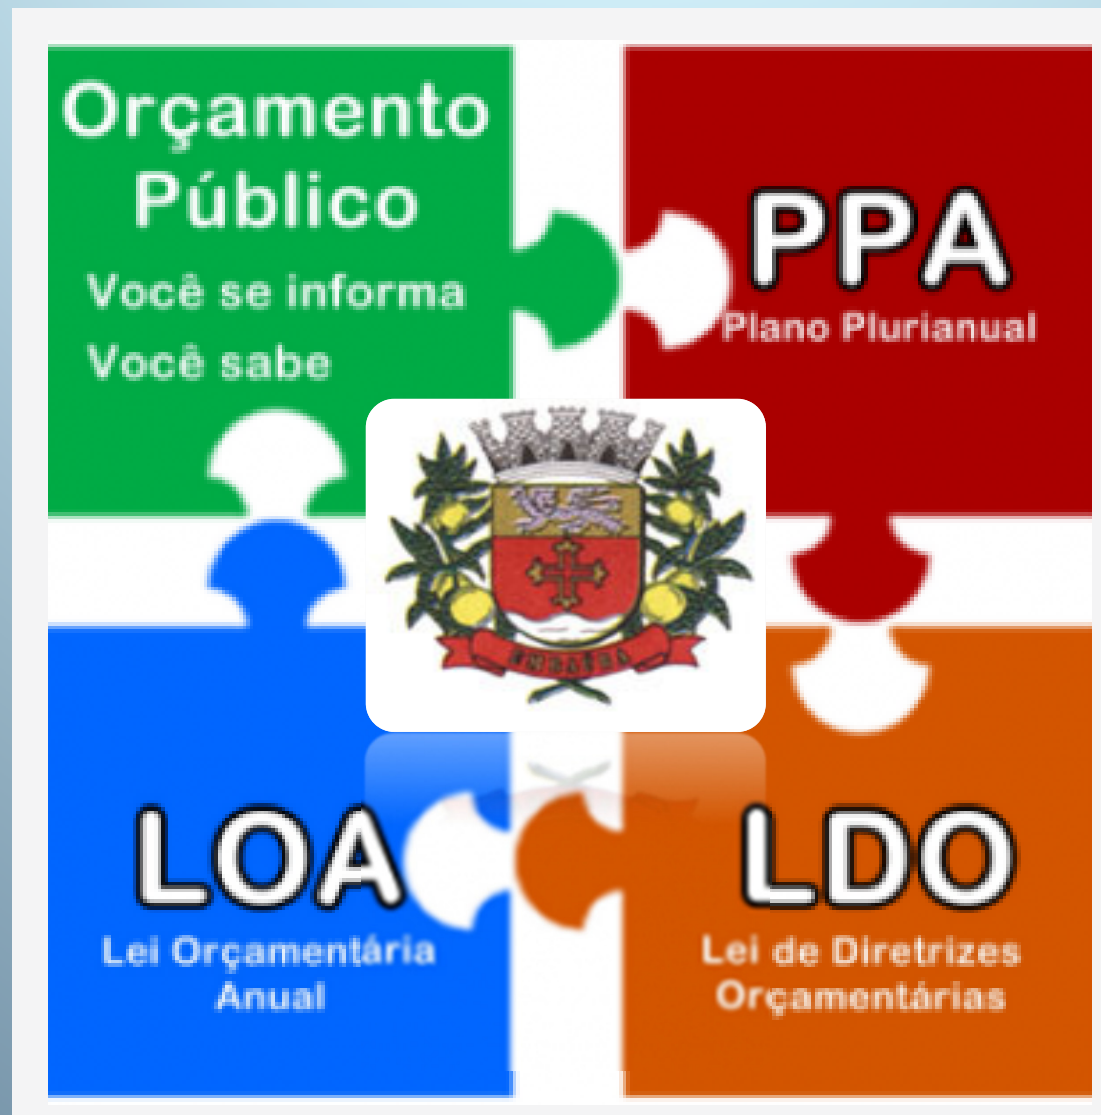 Orçamento
Público
Você se informa
Você sabe
PPA
Plano Plurianual
EMBAÚBA
LOA
Lei Orçamentária
Anual
LDO
Lei de Diretrizes
Orçamentárias